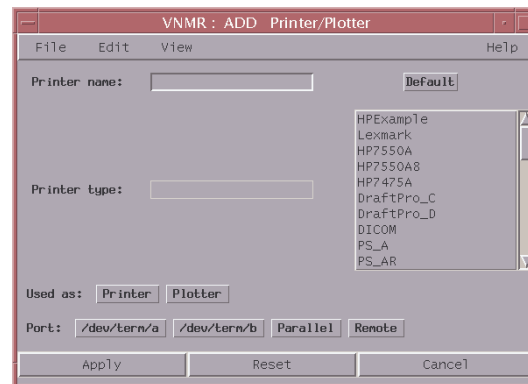 VNMR: ADD Printer/Plotter
File Edit View Help
Printer name: Default
HPExample
Lexmark
HP7550A
HP7550A8
Printer type: HP7475A
DraftPro_C
DraftPro_D
DICOM
PS_A
PS_AR
Used as: Printer Plotter
Port: /dev/term/a /dev/term/b Parallel Remote
Apply Reset Cancel